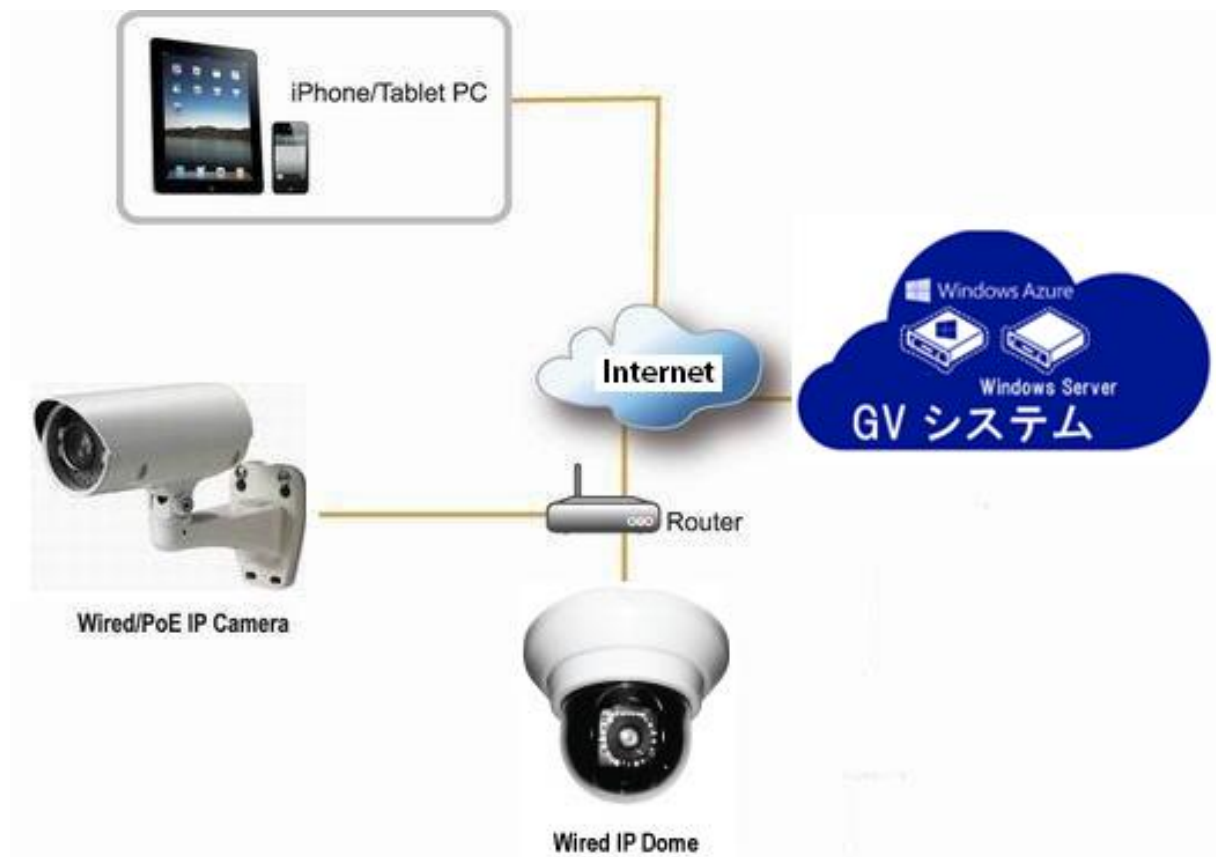 iPhone/Tablet PC
Windows Azure
Internet
Windows Server
GV システム
Router
Wired/PoE IP Camera
Wired IP Dome